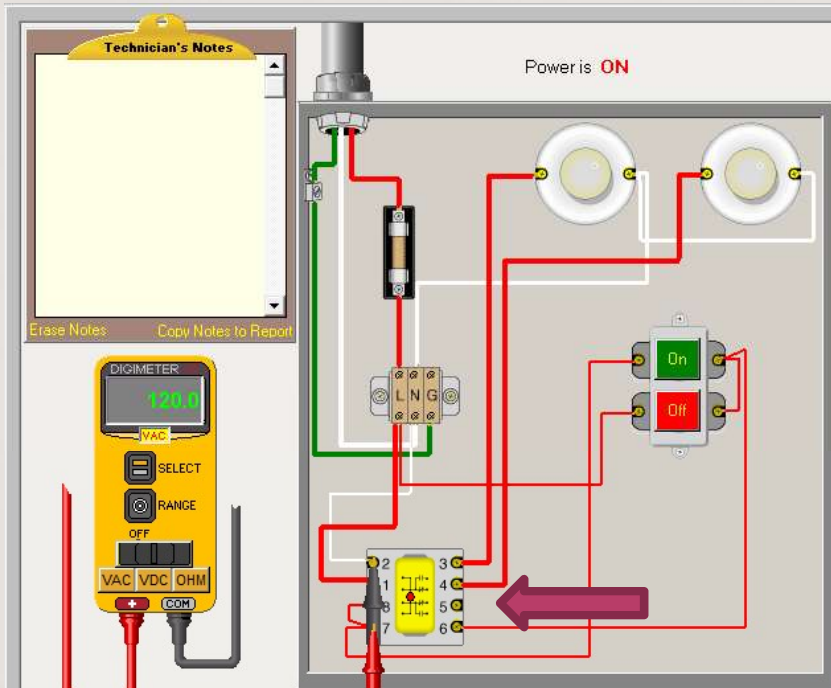 Technician's Notes
Power is ON
Erase Notes
Copy Notes to Report
DIGIMETER
120.0
VAC
SELECT
RANGE
OFF
VAC VDC OHM
+ COM
L N G
On
Off
2 3
1 4
8 5
7 6